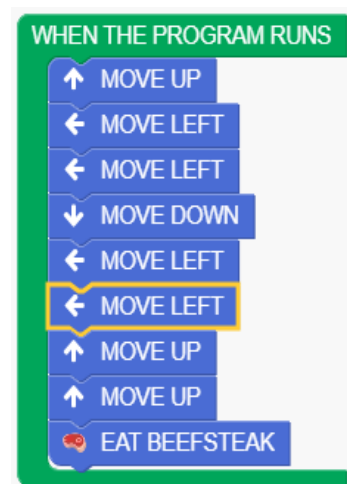 WHEN THE PROGRAM RUNS
MOVE UP
MOVE LEFT
MOVE LEFT
MOVE DOWN
MOVE LEFT
MOVE LEFT
MOVE UP
MOVE UP
EAT BEEFSTEAK